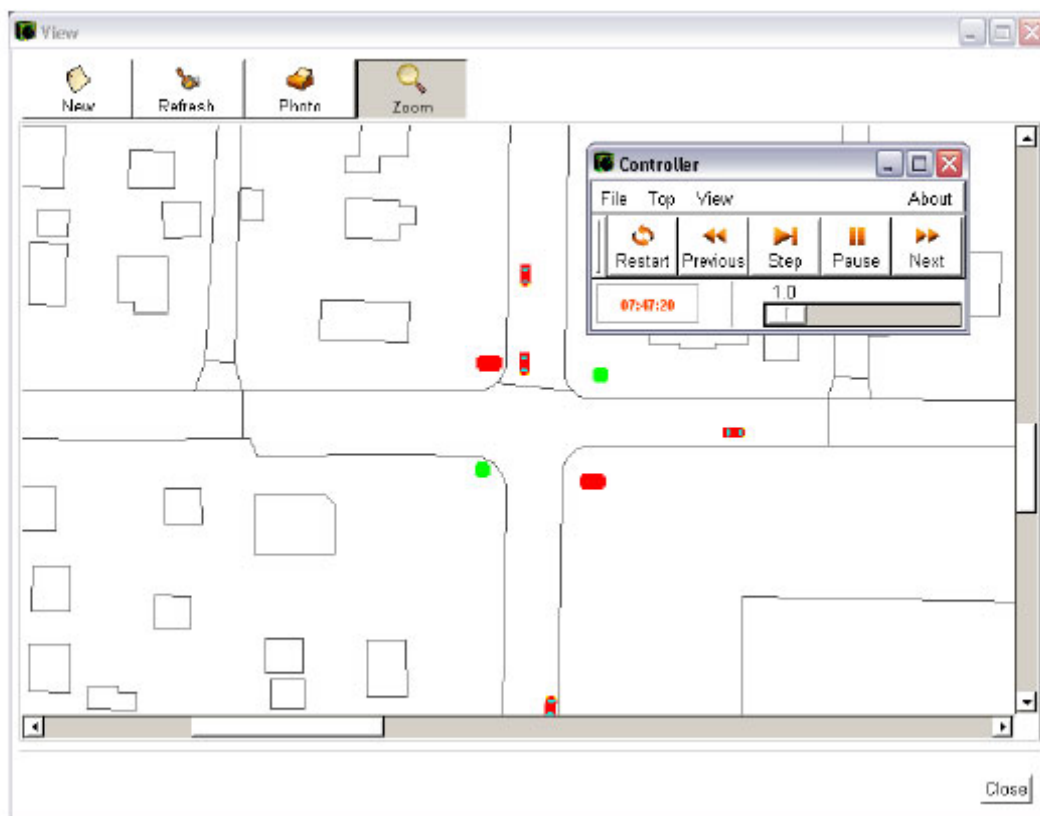 View
New Refresh Photo Zoom
Controller
File Top View About
Restart Previous Step Pause Next
07:47:20 1.0
Close